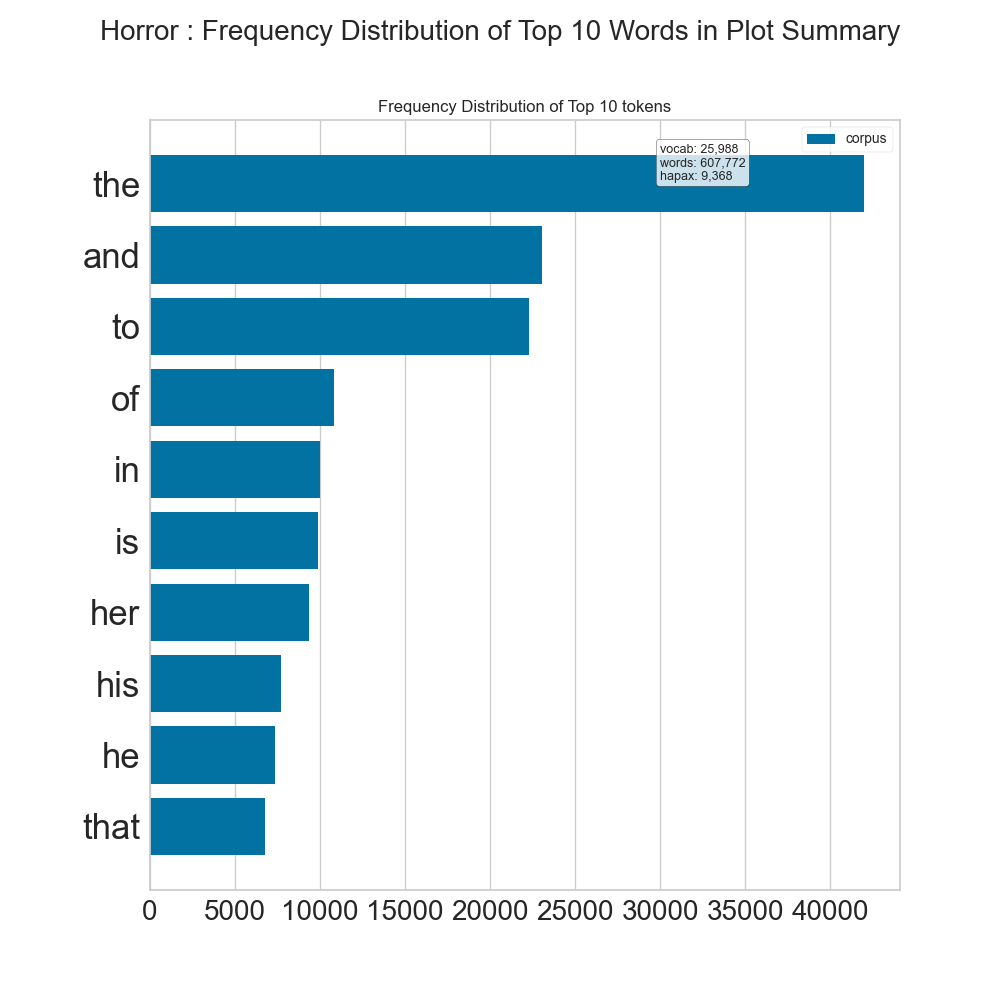 Horror : Frequency Distribution of Top 10 Words in Plot Summary
Frequency Distribution of Top 10 tokens
corpus
vocab: 25,988
words: 607,772
hapax: 9,368
the
and
to
of
in
is
her
his
he
that
0 5000 10000 15000 20000 25000 30000 35000 40000